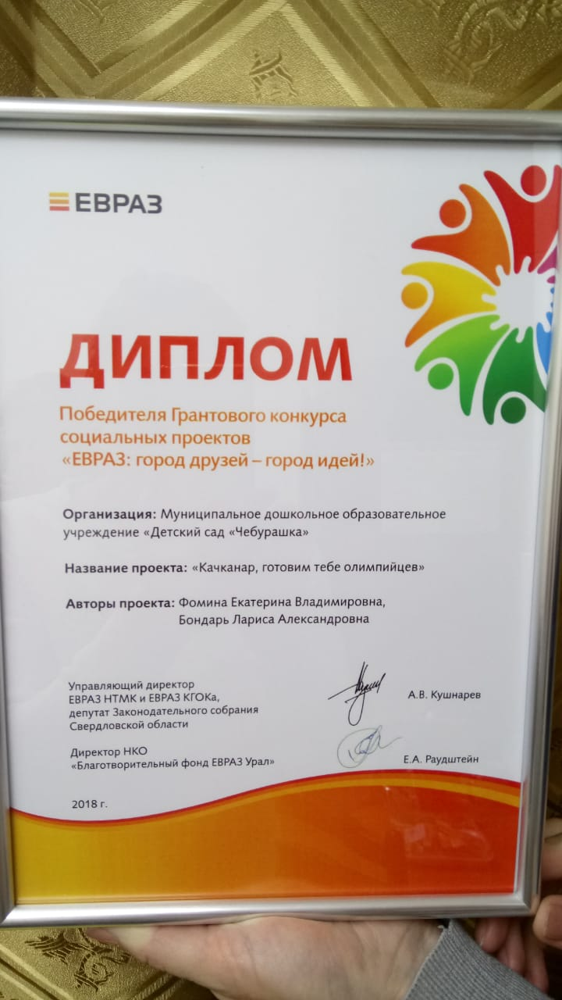 ЕВРАЗ
ДИПЛОМ
Победителя Грантового конкурса
социальных проектов
«ЕВРАЗ: город друзей – город идей!»
Организация: Муниципальное дошкольное образовательное
учреждение «Детский сад «Чебурашка»
Название проекта: «Качканар, готовим тебе олимпийцев»
Авторы проекта: Фомина Екатерина Владимировна,
Бондарь Лариса Александровна
Управляющий директор
ЕВРАЗ НТМК и ЕВРАЗ КГОКа,
депутат Законодательного собрания
Свердловской области
А.В. Кушнарев
Директор НКО
«Благотворительный фонд ЕВРАЗ Урал»
Е.А. Раудштейн
2018 г.